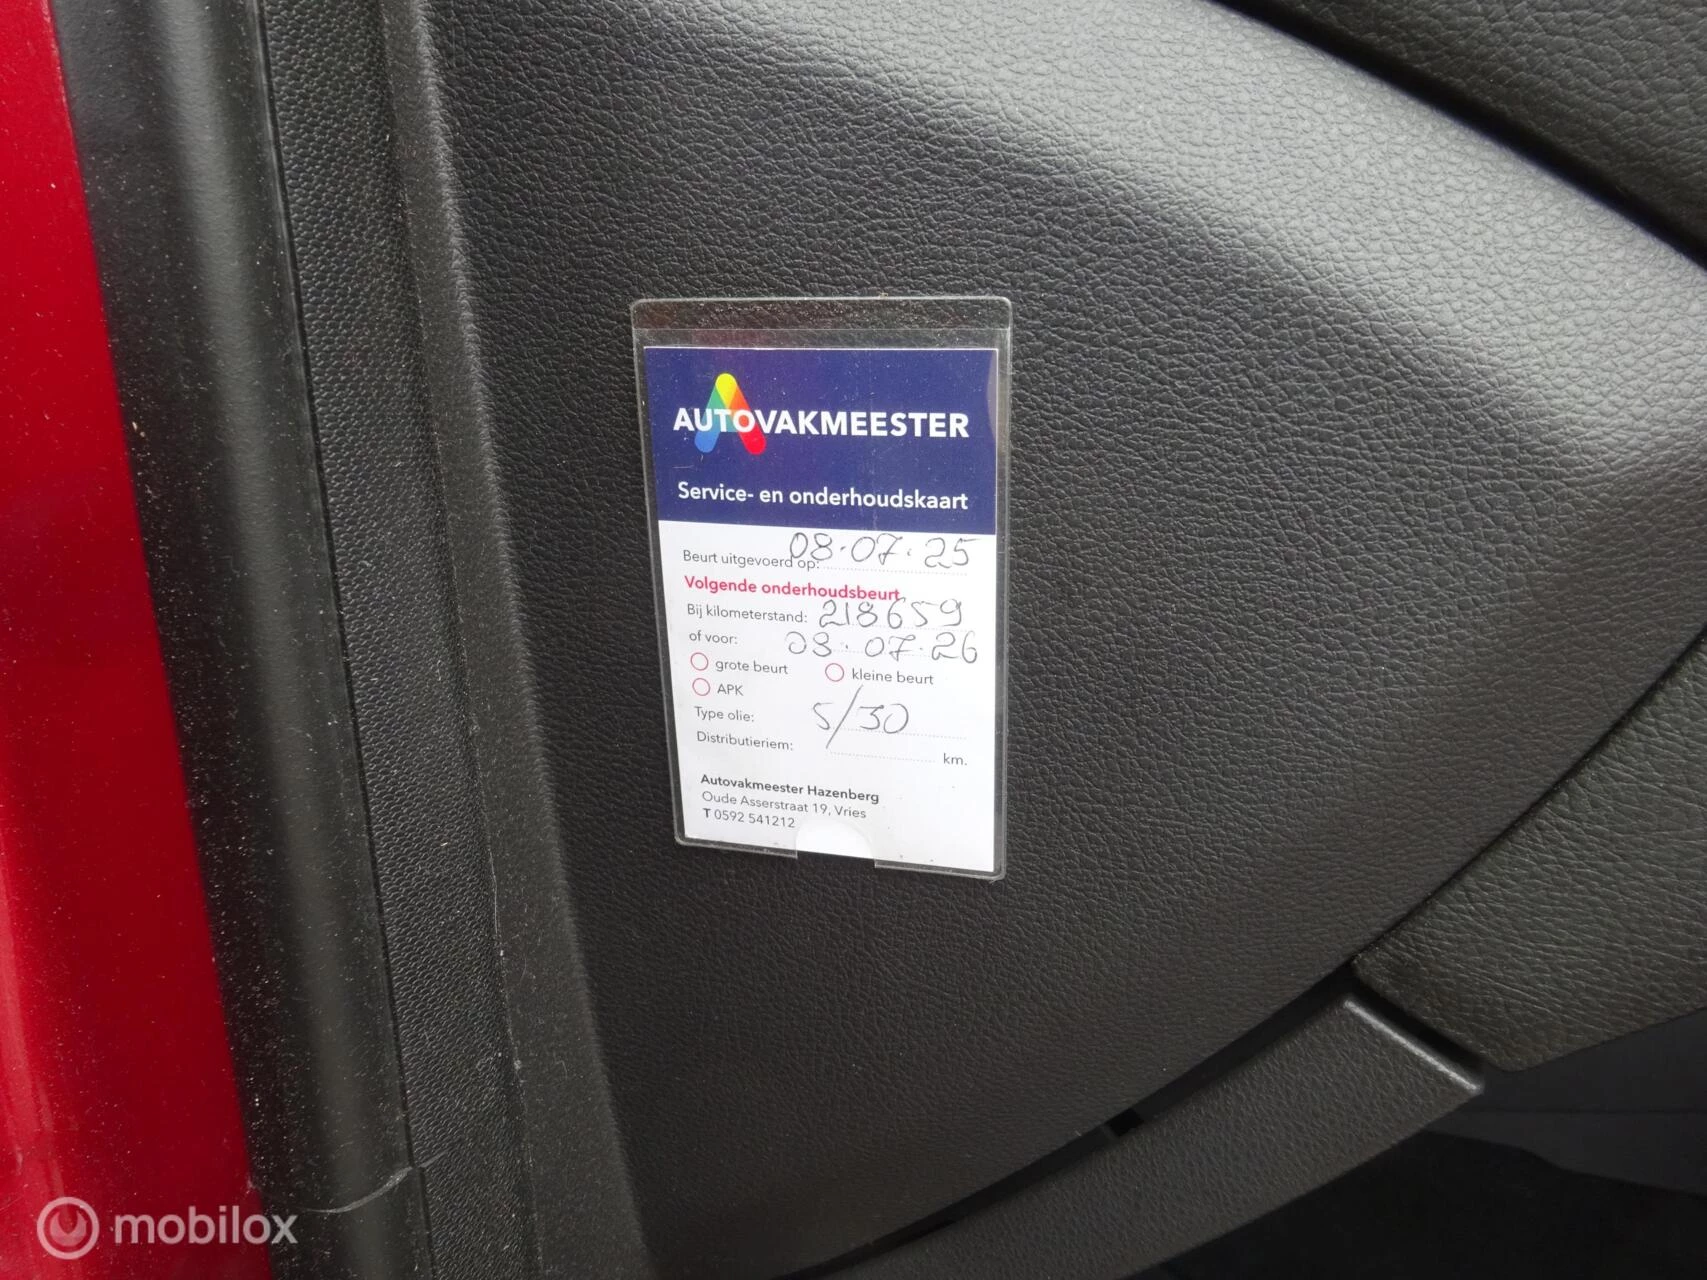 AUTOVAKMEESTER
Service- en onderhoudskaart
Beurt uitgevoerd op: 08.07.25
Volgende onderhoudsbeurt
Bij kilometerstand: 218659
of voor: 08.07.26
grote beurt kleine beurt
APK
Type olie: 5/30
Distributieriem: km.
Autovakmeester Hazenberg
Oude Asserstraat 19, Vries
T 0592 541212
mobilox